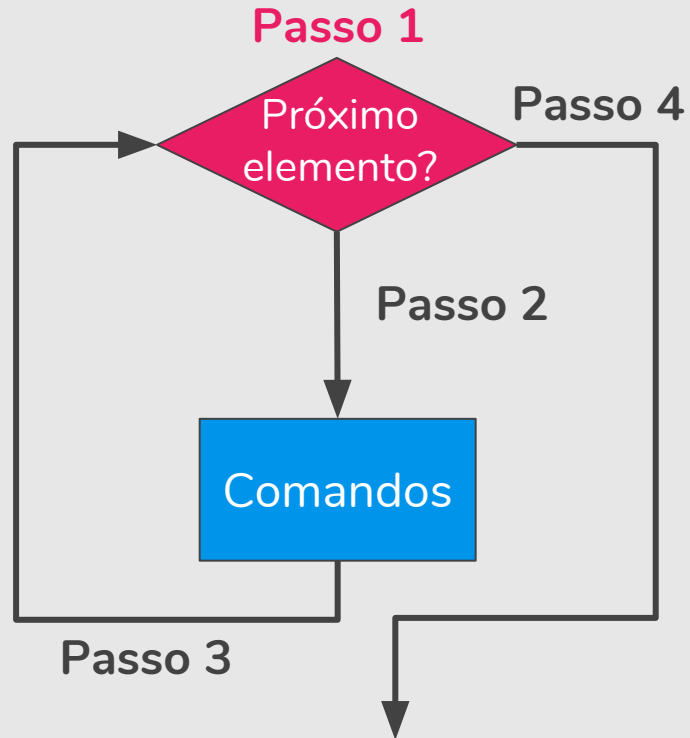 Passo 1
Próximo
elemento?
Passo 4
Passo 2
Comandos
Passo 3